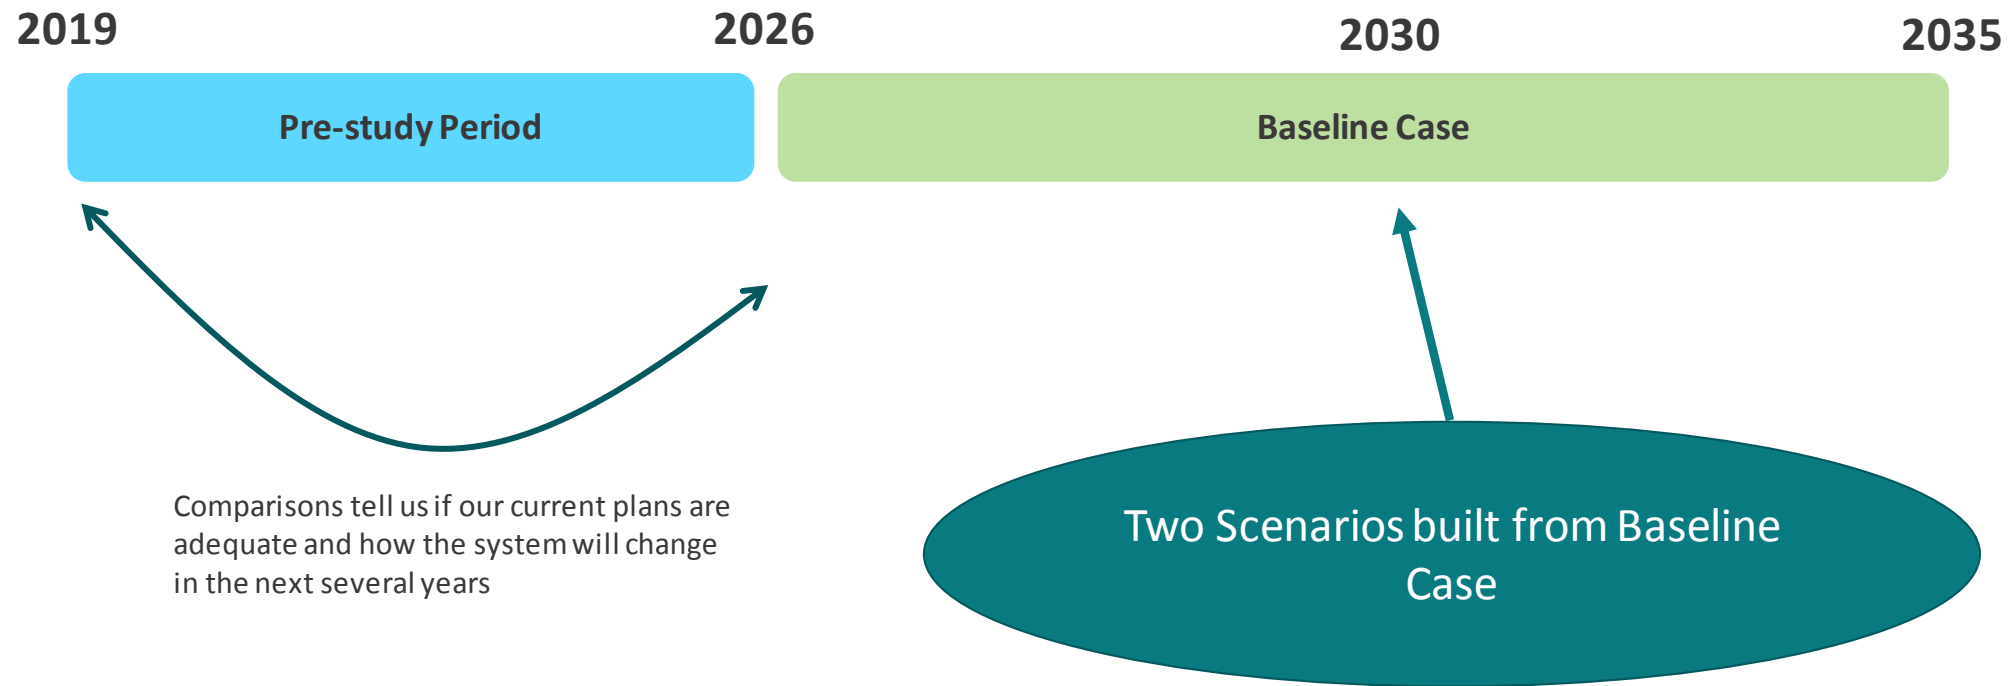 2019
2026
2030
2035
Pre-study Period
Baseline Case
Comparisons tell us if our current plans are
adequate and how the system will change
in the next several years
Two Scenarios built from Baseline
Case